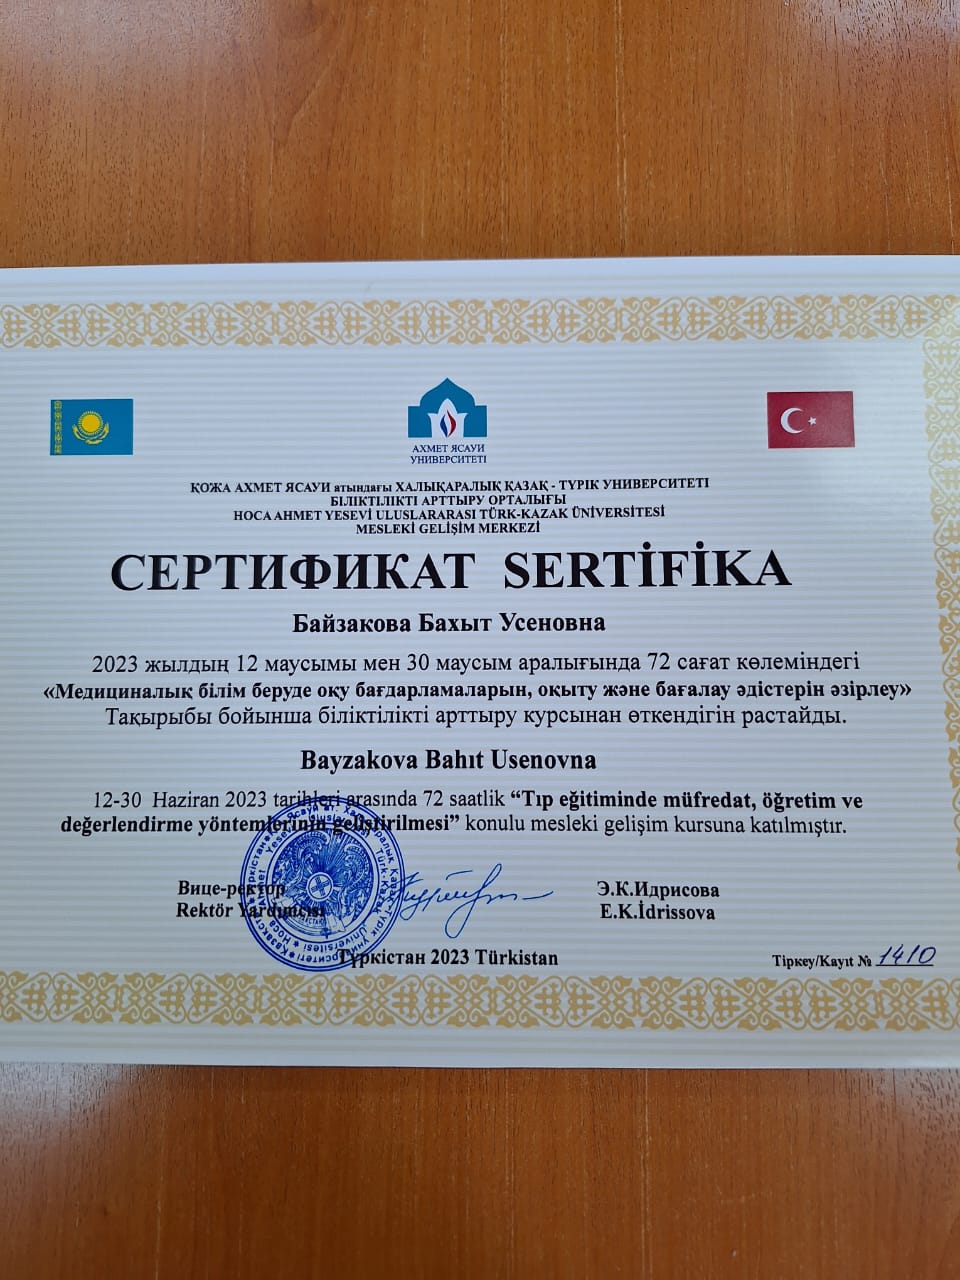 АХМЕТ ЯСАУИ
УНИВЕРСИТЕТІ
ҚОЖА АХМЕТ ЯСАУИ атындағы ХАЛЫҚАРАЛЫҚ ҚАЗАҚ - ТҮРІК УНИВЕРСИТЕТІ
БІЛІКТІЛІКТІ АРТТЫРУ ОРТАЛЫҒЫ
HOCA AHMET YESEVİ ULUSLARARASI TÜRK-KAZAK ÜNİVERSİTESİ
MESLEKİ GELİŞİM MERKEZİ
СЕРТИФИКАТ SERTİFİKA
Байзакова Бахыт Усеновна
2023 жылдың 12 маусымы мен 30 маусым аралығында 72 сағат көлеміндегі
«Медициналық білім беруде оқу бағдарламаларын, оқыту және бағалау әдістерін әзірлеу»
Тақырыбы бойынша біліктілікті арттыру курсынан өткендігін растайды.
Bayzakova Bahıt Usenovna
12-30 Haziran 2023 tarihleri arasında 72 saatlik “Tıp eğitiminde müfredat, öğretim ve
değerlendirme yöntemlerinin geliştirilmesi” konulu mesleki gelişim kursuna katılmıştır.
Вице-ректор Э.К.Идрисова
Rektör Yardımcısı E.K.İdrissova
Түркістан 2023 Türkistan
Тіркеу/Kayıt № 1410